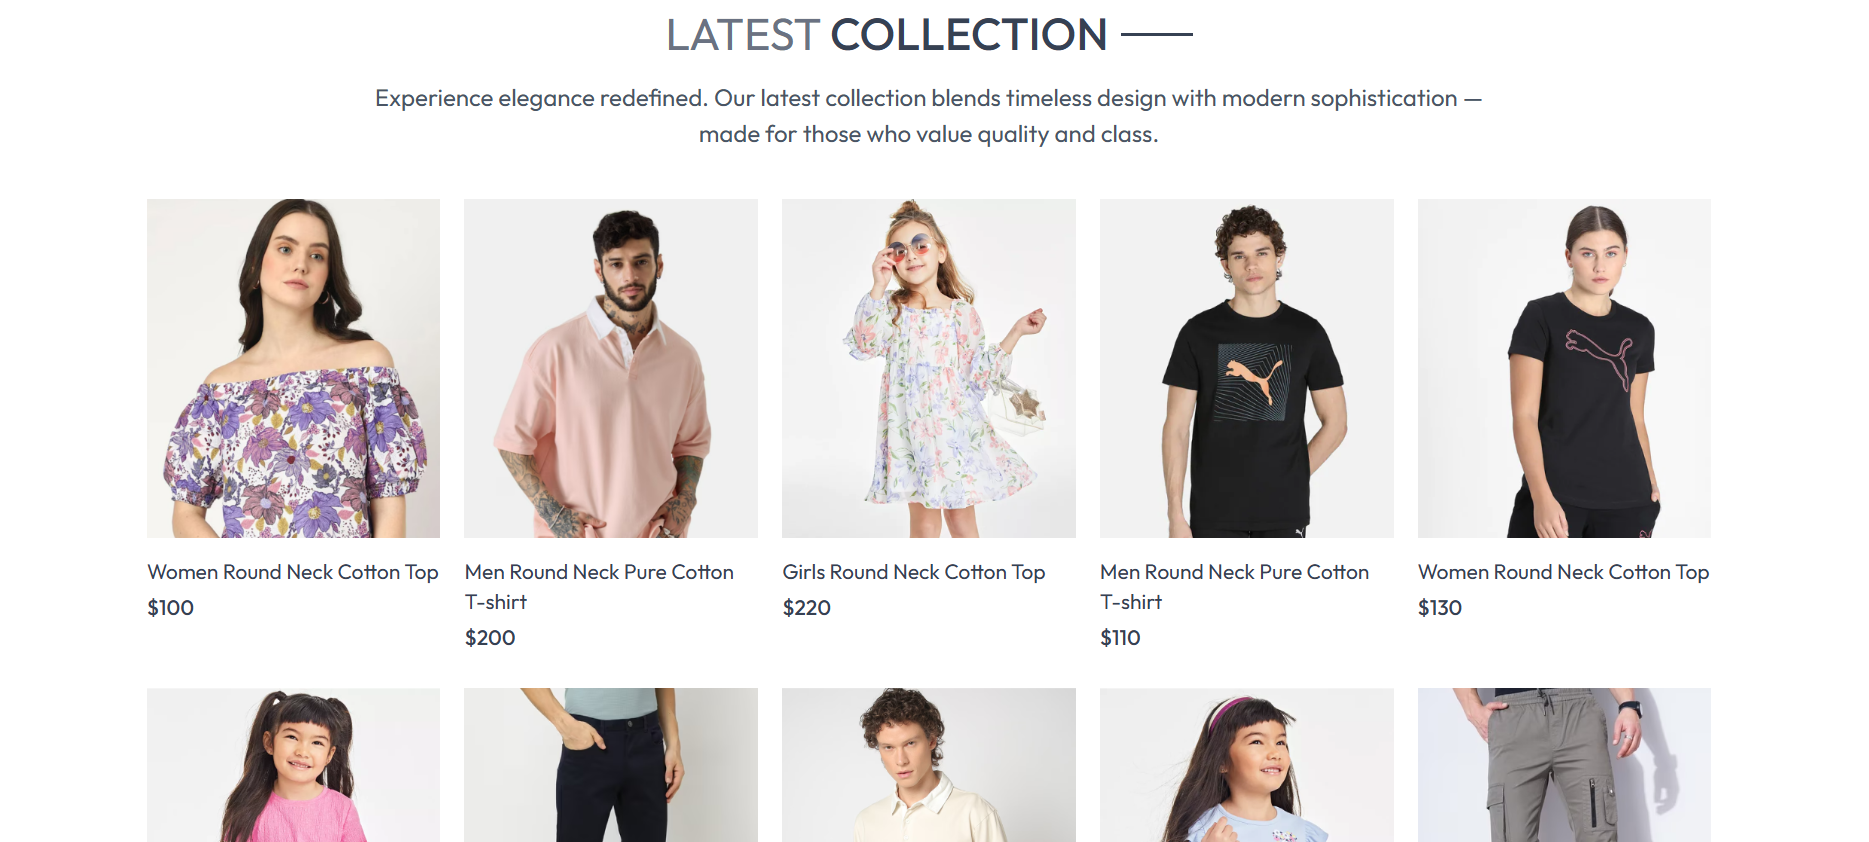 LATEST COLLECTION
Experience elegance redefined. Our latest collection blends timeless design with modern sophistication —
made for those who value quality and class.
Women Round Neck Cotton Top
$100
Men Round Neck Pure Cotton
T-shirt
$200
Girls Round Neck Cotton Top
$220
Men Round Neck Pure Cotton
T-shirt
$110
Women Round Neck Cotton Top
$130